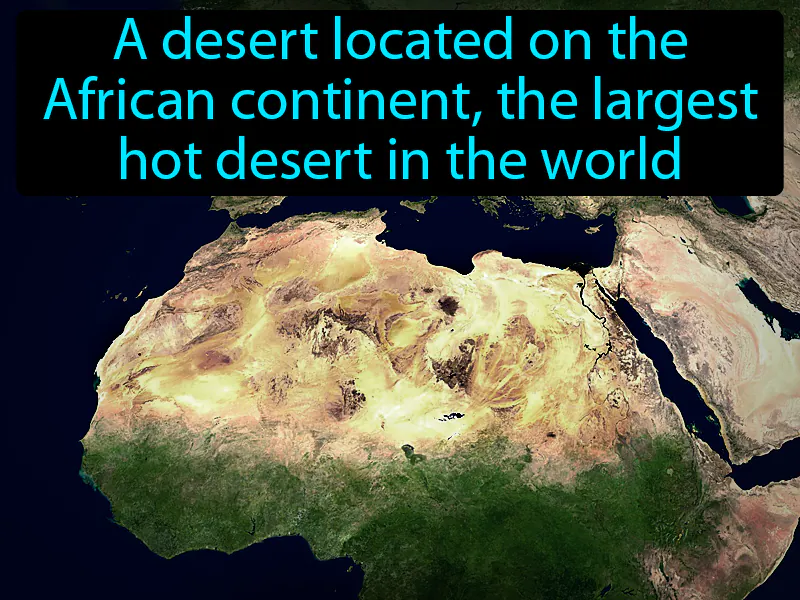 A desert located on the
African continent, the largest
hot desert in the world